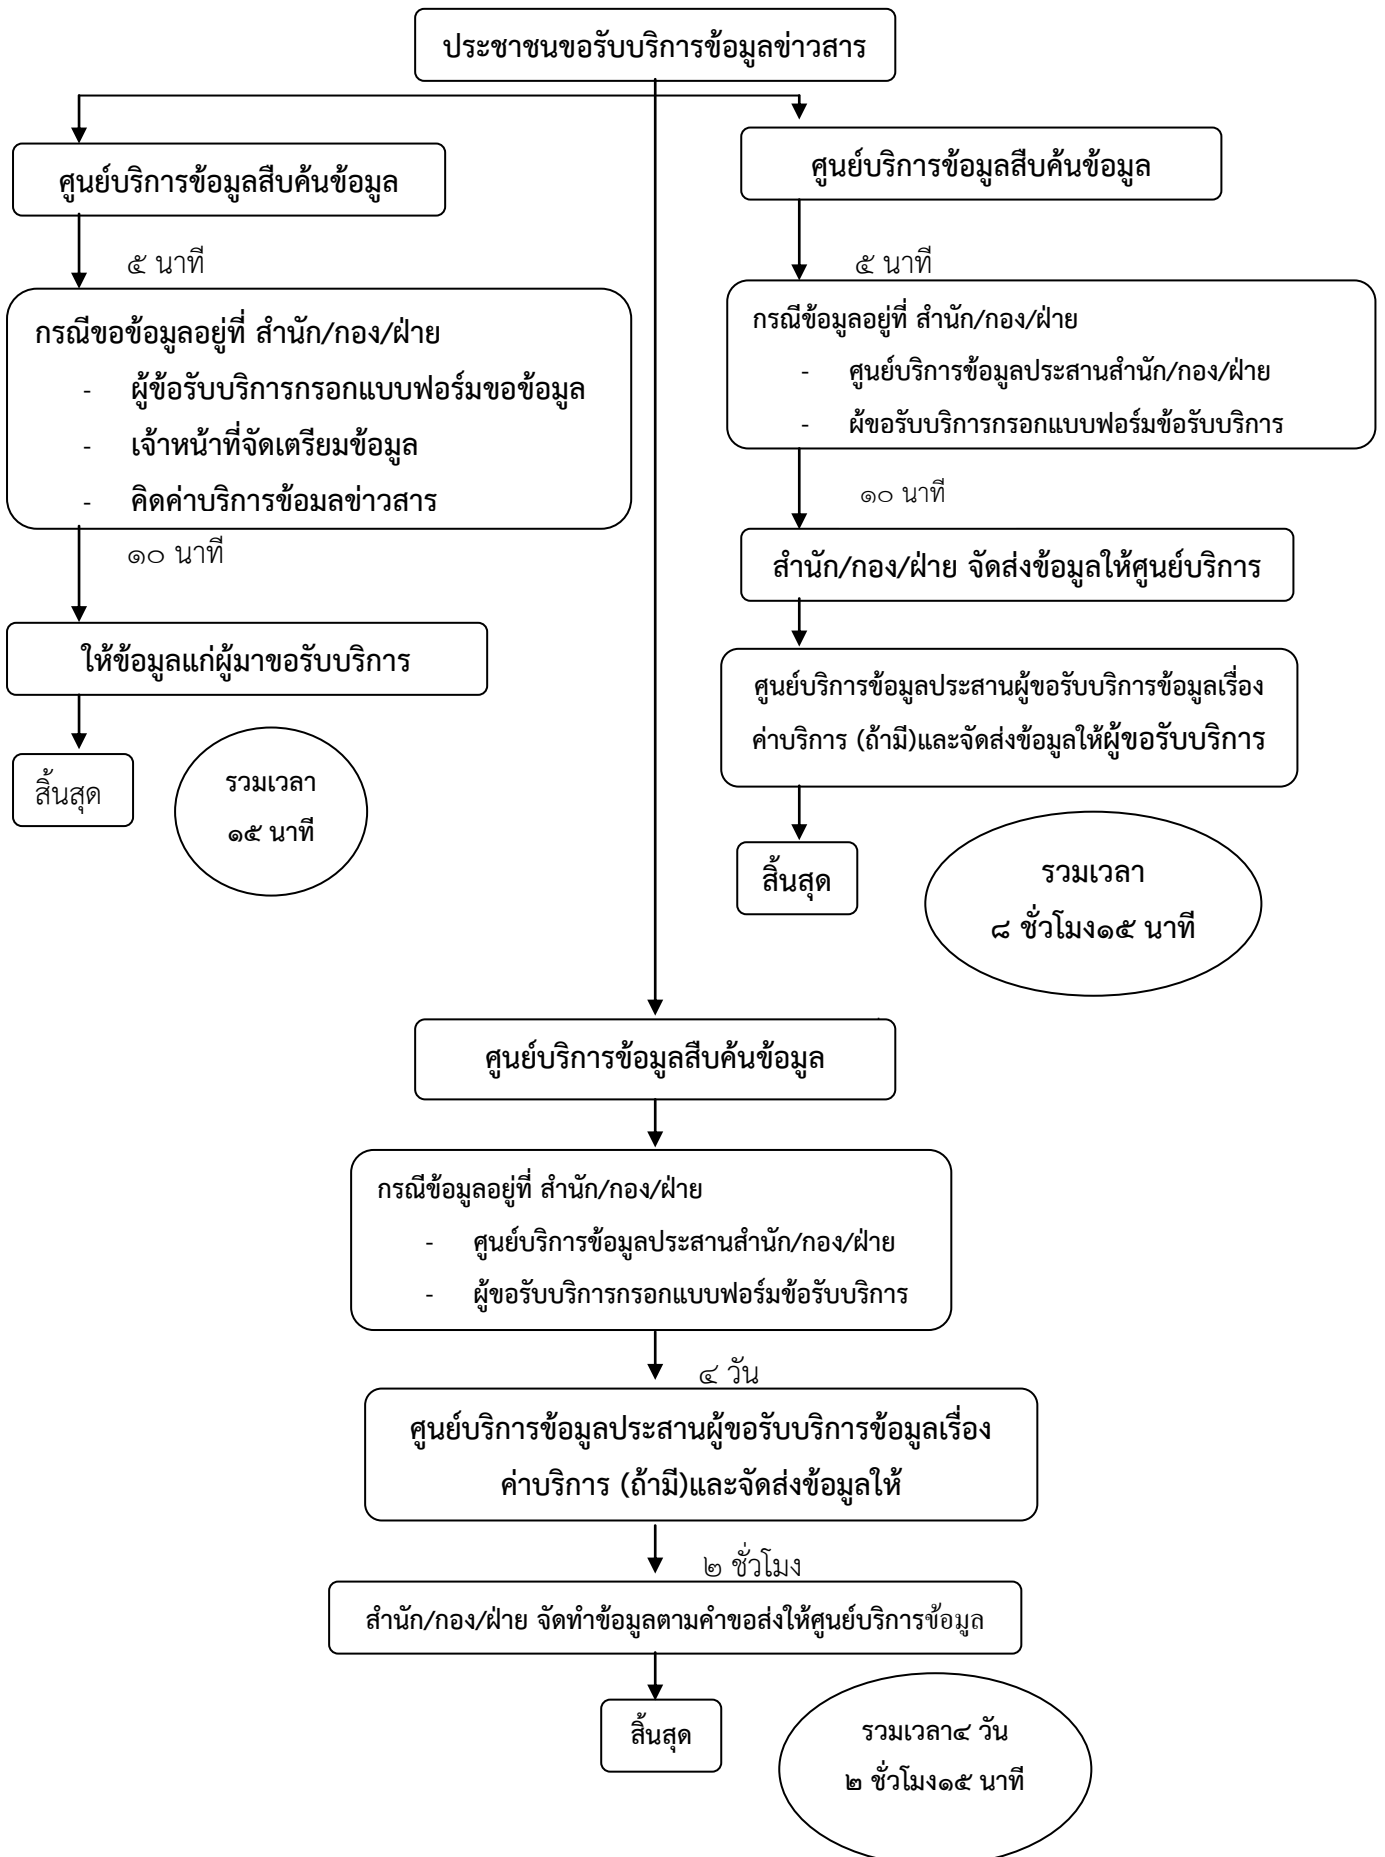 ประชาชนขอรับบริการข้อมูลข่าวสาร
ศูนย์บริการข้อมูลสืบค้นข้อมูล
๕ นาที
กรณีขอข้อมูลอยู่ที่ สำนัก/กอง/ฝ่าย
- ผู้ข้อรับบริการกรอกแบบฟอร์มขอข้อมูล
- เจ้าหน้าที่จัดเตรียมข้อมูล
- คิดค่าบริการข้อมลข่าวสาร
๑๐ นาที
ให้ข้อมูลแก่ผู้มาขอรับบริการ
สิ้นสุด
รวมเวลา
๑๕ นาที
ศูนย์บริการข้อมูลสืบค้นข้อมูล
๕ นาที
กรณีข้อมูลอยู่ที่ สำนัก/กอง/ฝ่าย
- ศูนย์บริการข้อมูลประสานสำนัก/กอง/ฝ่าย
- ผ้ขอรับบริการกรอกแบบฟอร์มข้อรับบริการ
๑๐ นาที
สำนัก/กอง/ฝ่าย จัดส่งข้อมูลให้ศูนย์บริการ
ศูนย์บริการข้อมูลประสานผู้ขอรับบริการข้อมูลเรื่อง
ค่าบริการ (ถ้ามี)และจัดส่งข้อมูลให้ผู้ขอรับบริการ
สิ้นสุด
รวมเวลา
๘ ชั่วโมง๑๕ นาที
ศูนย์บริการข้อมูลสืบค้นข้อมูล
กรณีข้อมูลอยู่ที่ สำนัก/กอง/ฝ่าย
- ศูนย์บริการข้อมูลประสานสำนัก/กอง/ฝ่าย
- ผู้ขอรับบริการกรอกแบบฟอร์มข้อรับบริการ
๔ วัน
ศูนย์บริการข้อมูลประสานผู้ขอรับบริการข้อมูลเรื่อง
ค่าบริการ (ถ้ามี)และจัดส่งข้อมูลให้
๒ ชั่วโมง
สำนัก/กอง/ฝ่าย จัดทำข้อมูลตามคำขอส่งให้ศูนย์บริการข้อมูล
สิ้นสุด
รวมเวลา๔ วัน
๒ ชั่วโมง๑๕ นาที